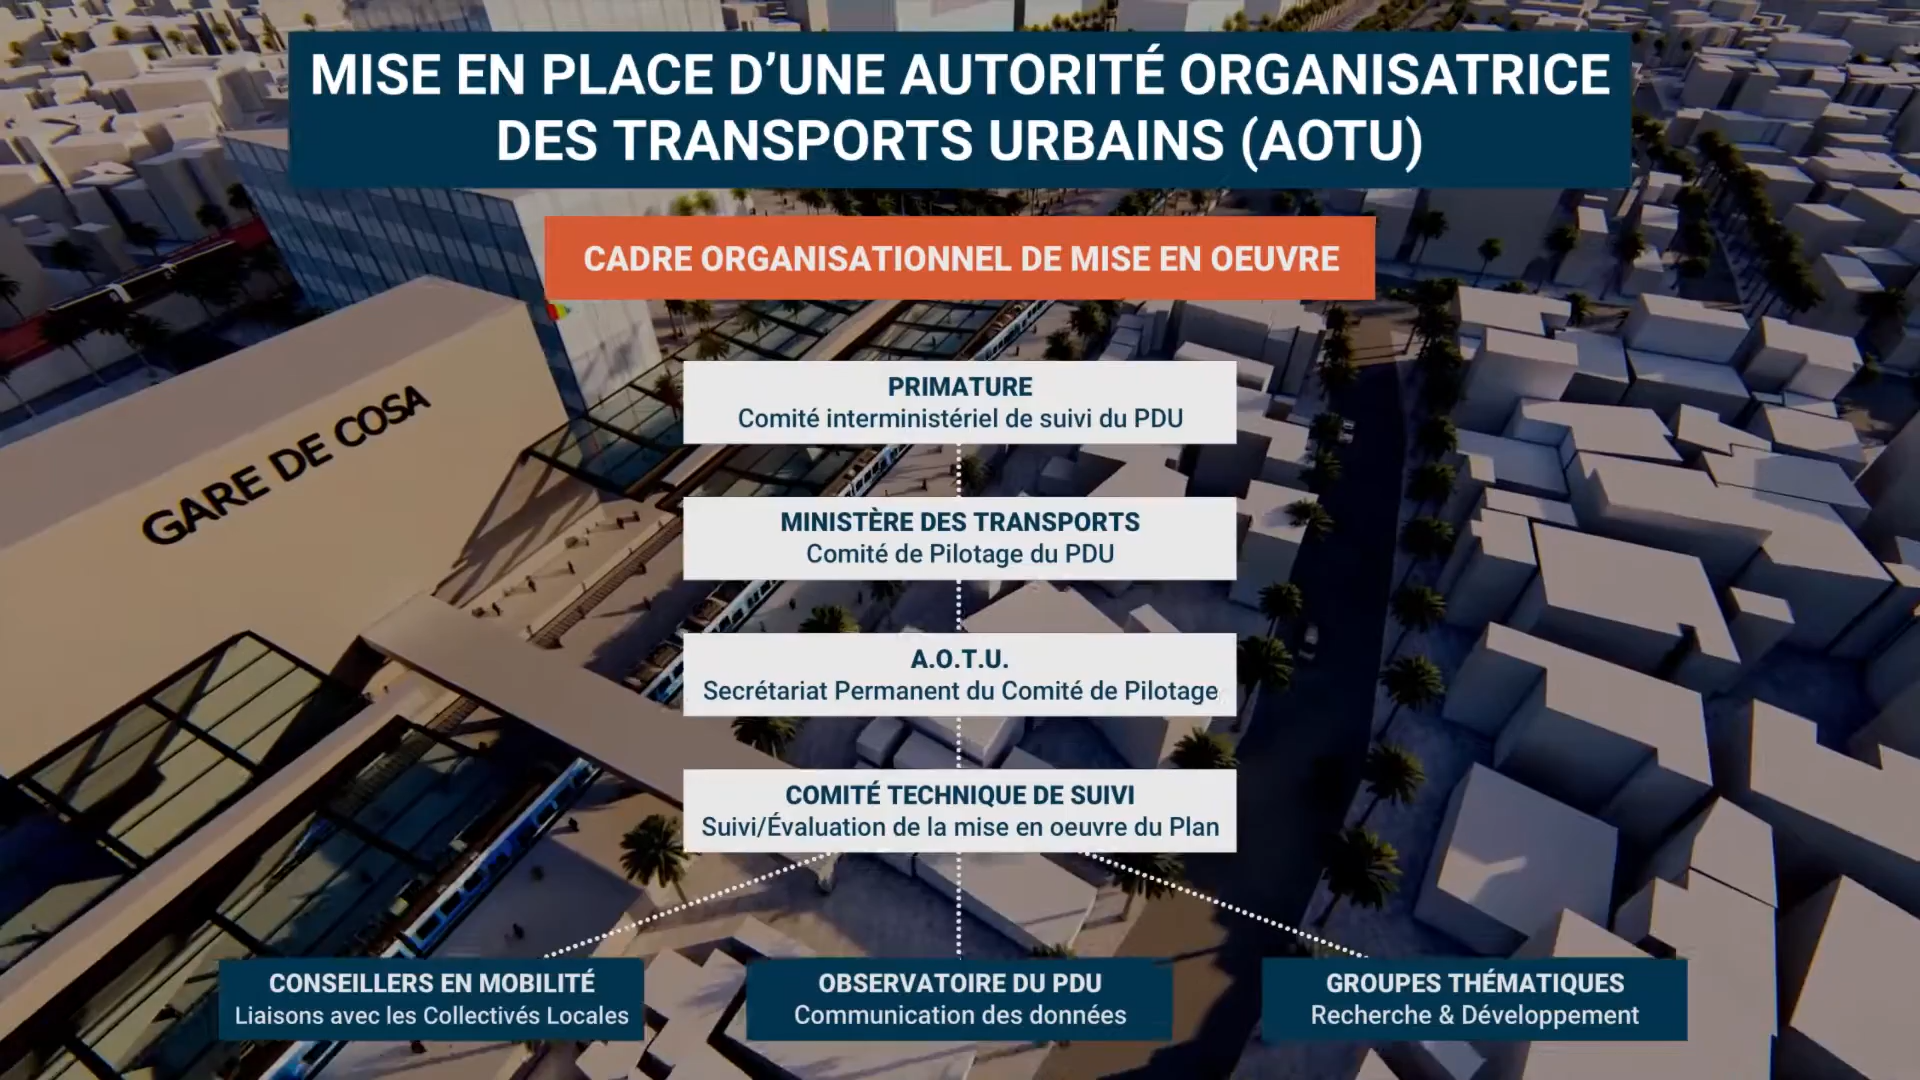 MISE EN PLACE D'UNE AUTORITÉ ORGANISATRICE
DES TRANSPORTS URBAINS (AOTU)
CADRE ORGANISATIONNEL DE MISE EN OEUVRE
PRIMATURE
Comité interministériel de suivi du PDU
GARE DE COSA
MINISTÈRE DES TRANSPORTS
Comité de Pilotage du PDU
A.O.T.U.
Secrétariat Permanent du Comité de Pilotage
COMITÉ TECHNIQUE DE SUIVI
Suivi/Évaluation de la mise en oeuvre du Plan
CONSEILLERS EN MOBILITÉ
Liaisons avec les Collectivés Locales
OBSERVATOIRE DU PDU
Communication des données
GROUPES THÉMATIQUES
Recherche & Développement